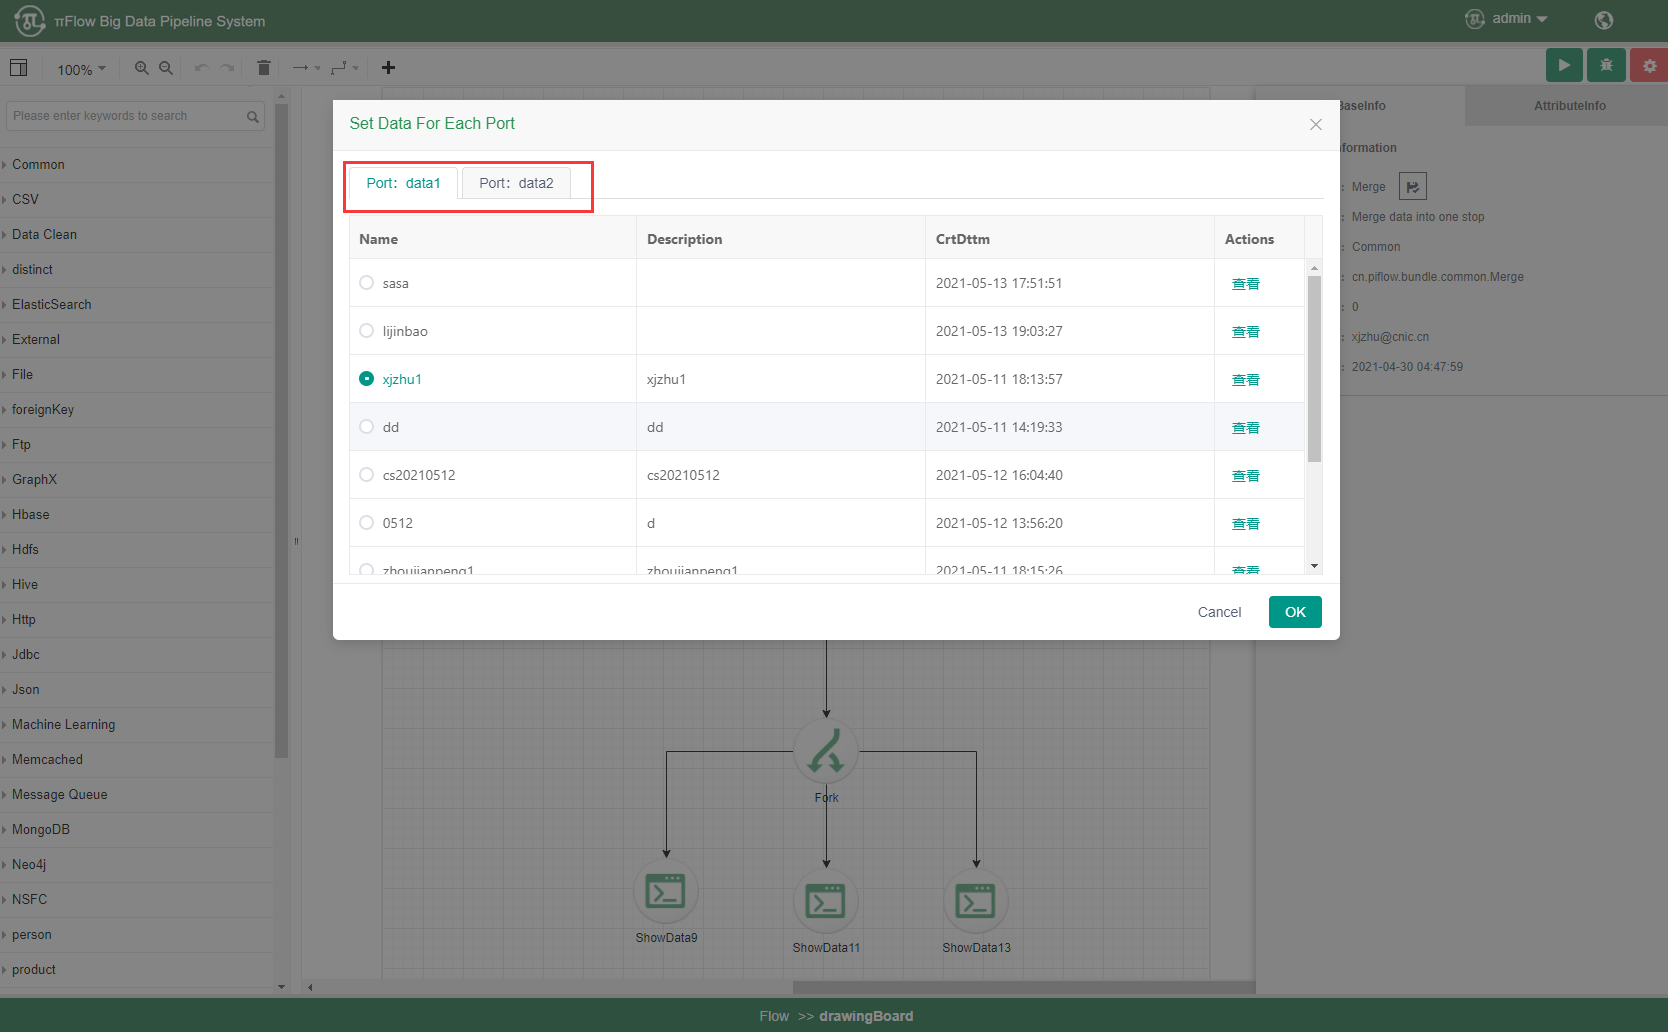 πFlow Big Data Pipeline System
admin
100%
Please enter keywords to search
Common
CSV
Data Clean
distinct
ElasticSearch
External
File
foreignKey
Ftp
GraphX
Hbase
Hdfs
Hive
Http
Jdbc
Json
Machine Learning
Memcached
Message Queue
MongoDB
Neo4j
NSFC
person
product
Set Data For Each Port
Port: data1
Port: data2
Name Description CrtDttm Actions
sasa 2021-05-13 17:51:51 查看
lijinbao 2021-05-13 19:03:27 查看
xjzhu1 xjzhu1 2021-05-11 18:13:57 查看
dd dd 2021-05-11 14:19:33 查看
cs20210512 cs20210512 2021-05-12 16:04:40 查看
0512 d 2021-05-12 13:56:20 查看
zhoujianpeng1 zhoujianpeng1 2021-05-11 18:15:26 查看
Cancel
OK
BaseInfo
AttributeInfo
nformation
: Merge
: Merge data into one stop
: Common
: cn.piflow.bundle.common.Merge
: 0
: xjzhu@cnic.cn
: 2021-04-30 04:47:59
Fork
ShowData9
ShowData11
ShowData13
Flow >> drawingBoard